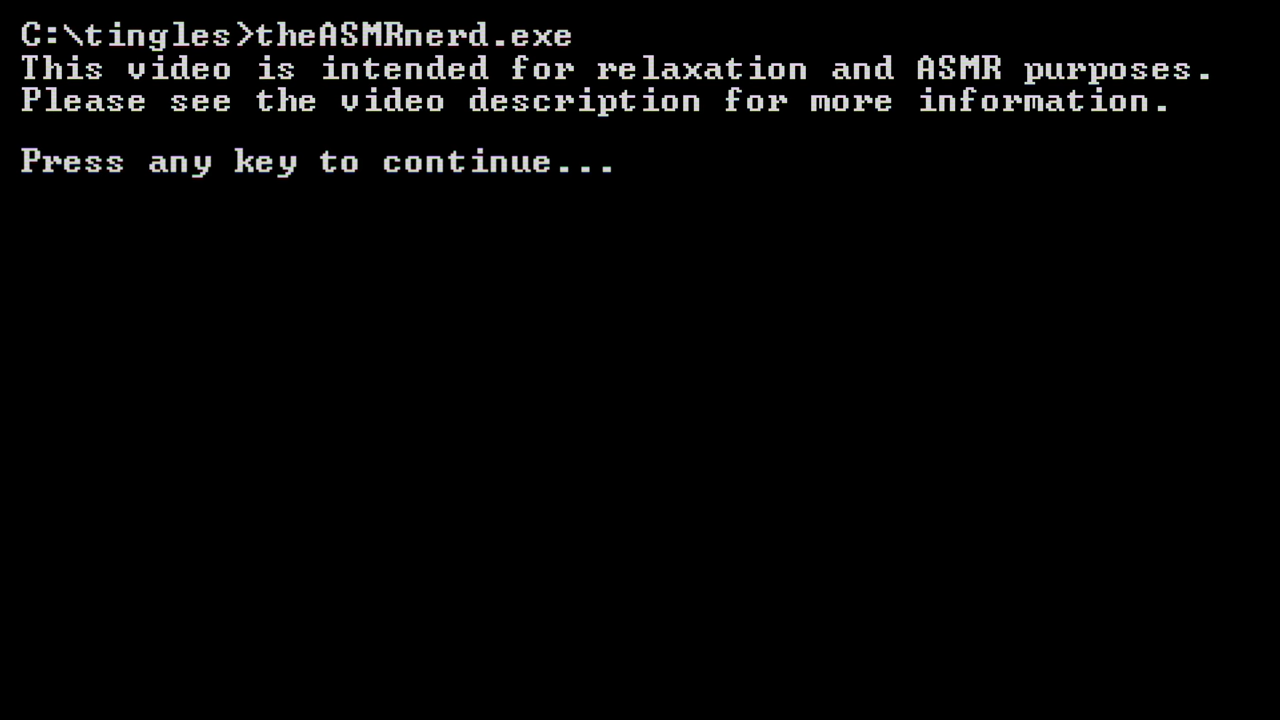 C:\tingles>theASMRnerd.exe
This video is intended for relaxation and ASMR purposes.
Please see the video description for more information.
Press any key to continue...